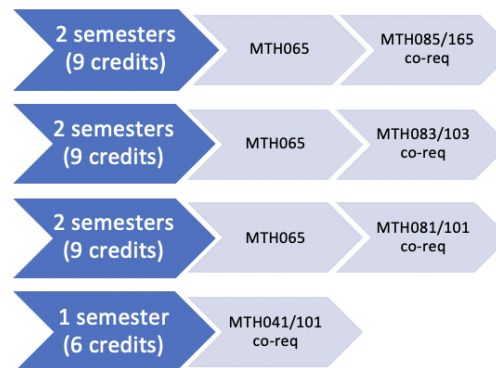 2 semesters
(9 credits)
MTH065
MTH085/165
co-req
2 semesters
(9 credits)
MTH065
MTH083/103
co-req
2 semesters
(9 credits)
MTH065
MTH081/101
co-req
1 semester
(6 credits)
MTH041/101
co-req